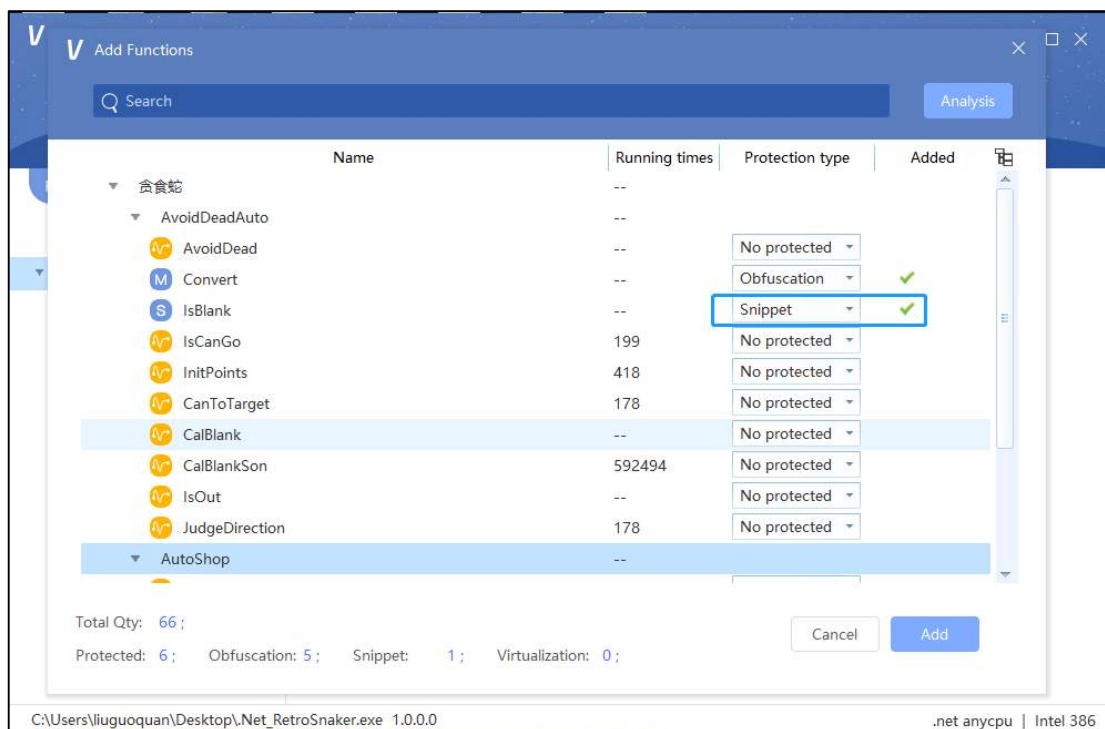 V
V Add Functions
Search
Analysis
Name Running times Protection type Added
贪食蛇 --
AvoidDeadAuto --
AvoidDead -- No protected
M Convert -- Obfuscation
S IsBlank -- Snippet
IsCanGo 199 No protected
InitPoints 418 No protected
CanToTarget 178 No protected
CalBlank -- No protected
CalBlankSon 592494 No protected
IsOut -- No protected
JudgeDirection 178 No protected
AutoShop --
Total Qty: 66 ;
Cancel Add
Protected: 6 ; Obfuscation: 5 ; Snippet: 1 ; Virtualization: 0 ;
C:\Users\liuguoquan\Desktop\.Net_RetroSnaker.exe 1.0.0.0 .net anycpu | Intel 386